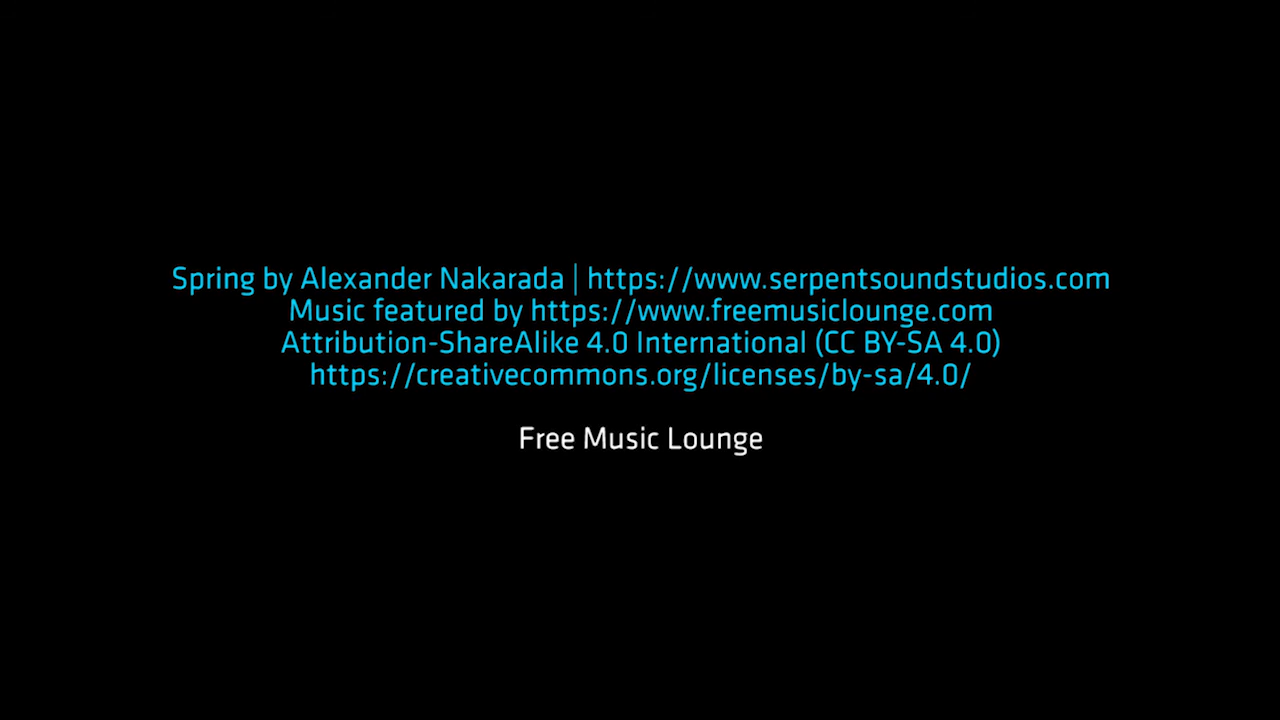 Spring by Alexander Nakarada | https://www.serpentsoundstudios.com
Music featured by https://www.freemusiclounge.com
Attribution-ShareAlike 4.0 International (CC BY-SA 4.0)
https://creativecommons.org/licenses/by-sa/4.0/
Free Music Lounge